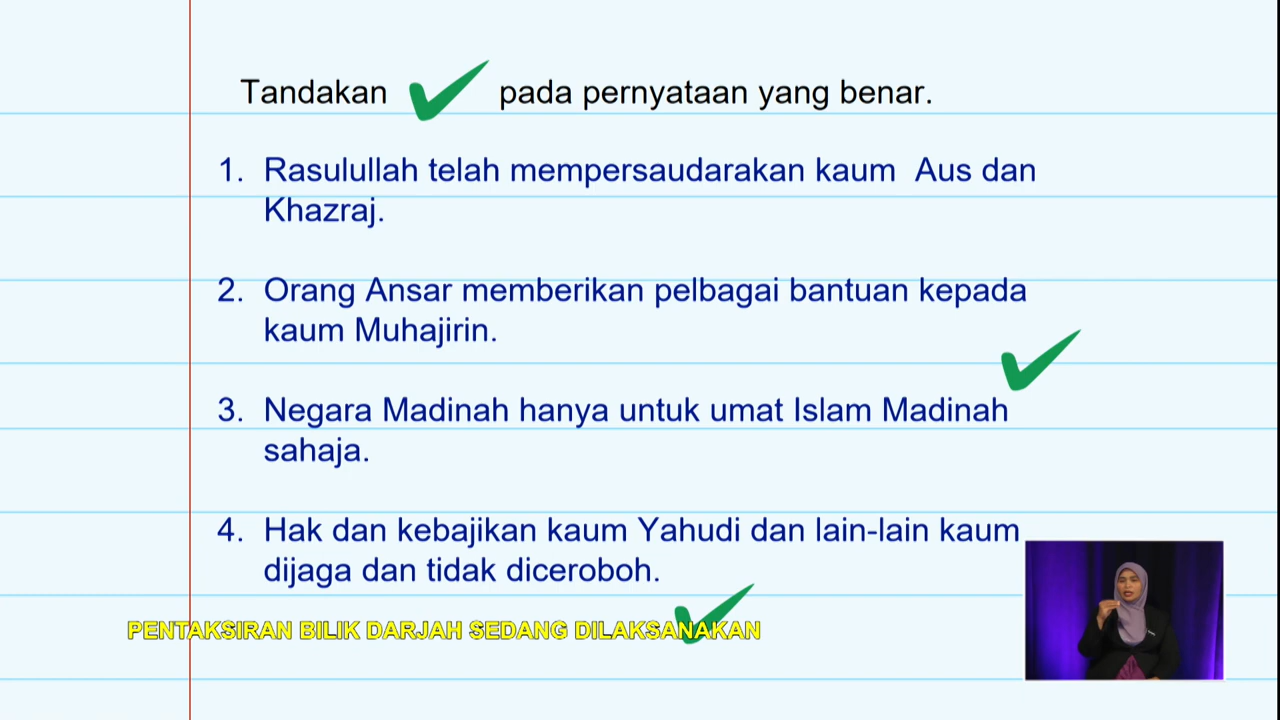 Tandakan pada pernyataan yang benar.
1. Rasulullah telah mempersaudarakan kaum Aus dan
Khazraj.
2. Orang Ansar memberikan pelbagai bantuan kepada
kaum Muhajirin.
3. Negara Madinah hanya untuk umat Islam Madinah
sahaja.
4. Hak dan kebajikan kaum Yahudi dan lain-lain kaum
dijaga dan tidak diceroboh.
PENTAKSIRAN BILIK DARJAH SEDANG DILAKSANAKAN